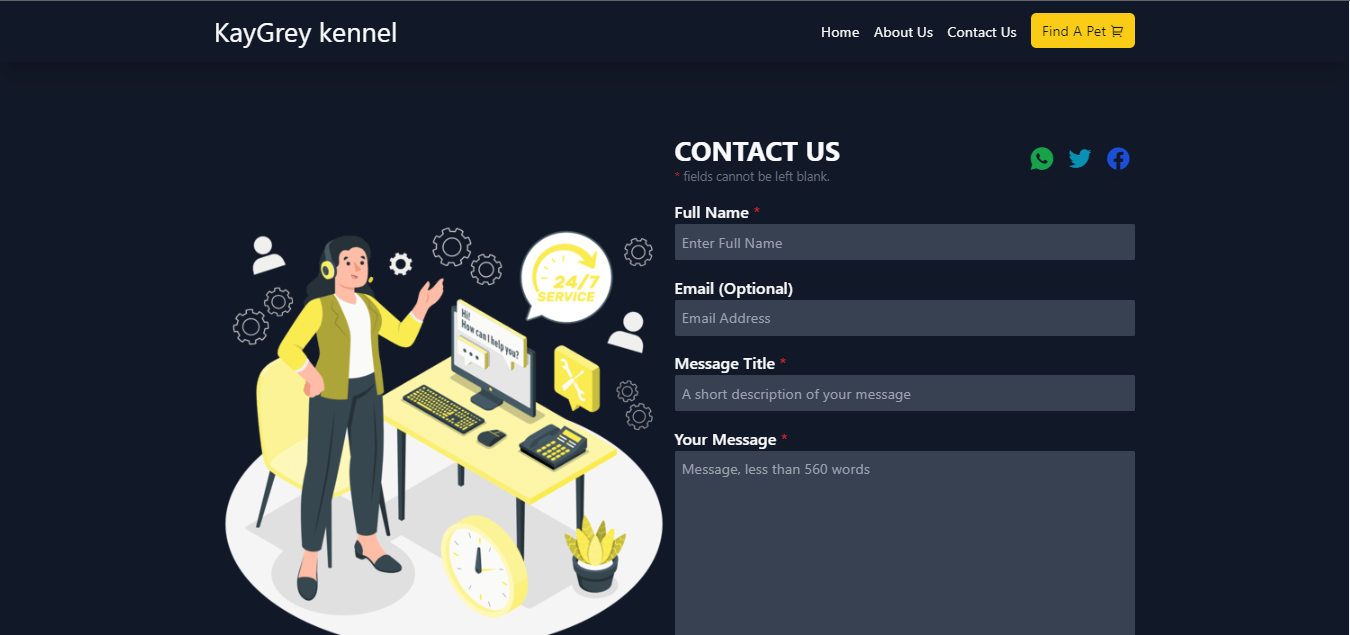 KayGrey kennel
Home About Us Contact Us Find A Pet
CONTACT US
* fields cannot be left blank.
Full Name *
Enter Full Name
Email (Optional)
Email Address
Message Title *
A short description of your message
Your Message *
Message, less than 560 words
24/7
SERVICE
Hi!
How can I help you?